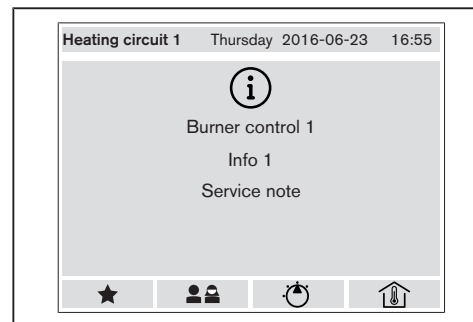 Heating circuit 1 Thursday 2016-06-23 16:55
i
Burner control 1
Info 1
Service note